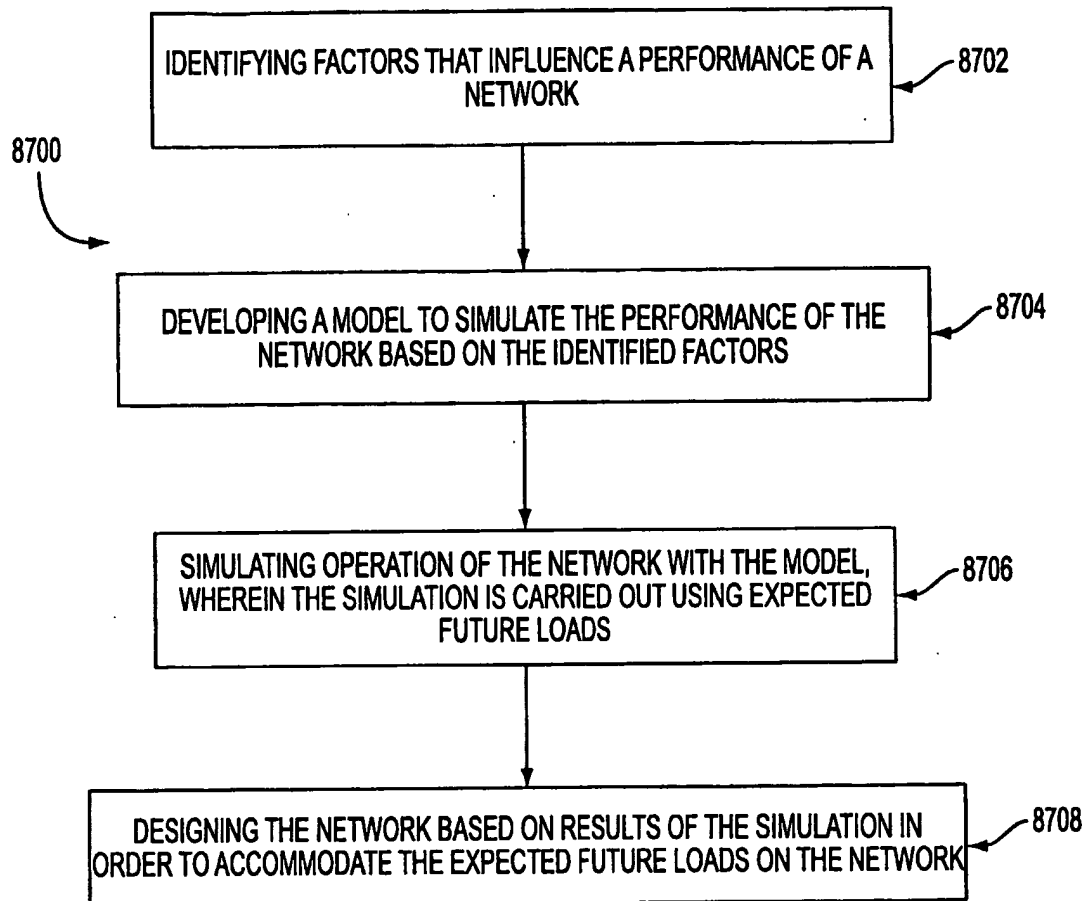 IDENTIFYING FACTORS THAT INFLUENCE A PERFORMANCE OF A
NETWORK
8702
8700
DEVELOPING A MODEL TO SIMULATE THE PERFORMANCE OF THE
NETWORK BASED ON THE IDENTIFIED FACTORS
8704
SIMULATING OPERATION OF THE NETWORK WITH THE MODEL,
WHEREIN THE SIMULATION IS CARRIED OUT USING EXPECTED
FUTURE LOADS
8706
DESIGNING THE NETWORK BASED ON RESULTS OF THE SIMULATION IN
ORDER TO ACCOMMODATE THE EXPECTED FUTURE LOADS ON THE NETWORK
8708